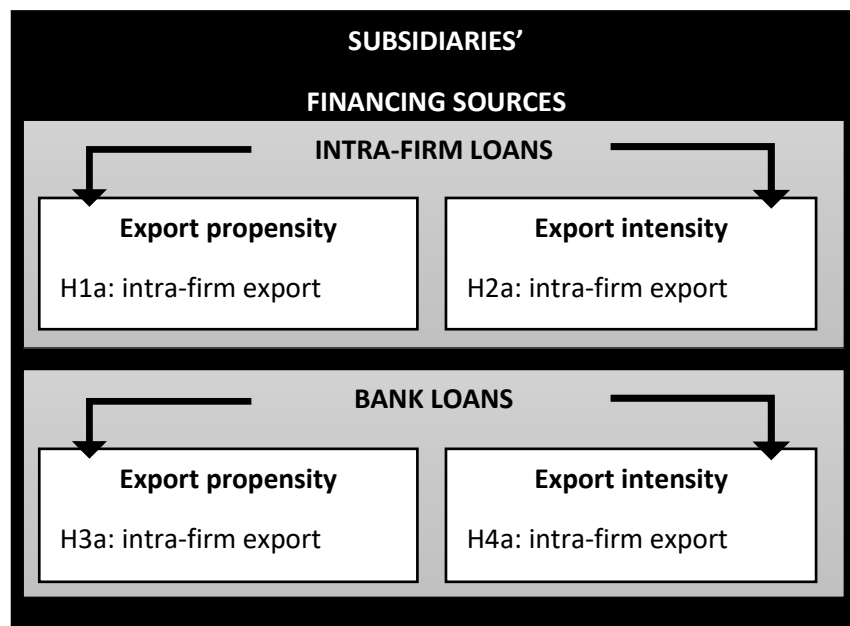 SUBSIDIARIES’
FINANCING SOURCES
INTRA-FIRM LOANS
Export propensity
H1a: intra-firm export
Export intensity
H2a: intra-firm export
BANK LOANS
Export propensity
H3a: intra-firm export
Export intensity
H4a: intra-firm export